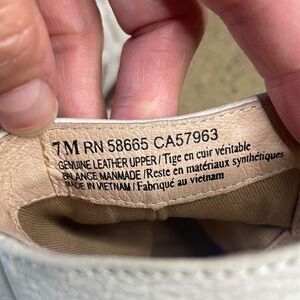 7M RN 58665 CA57963
GENUINE LEATHER UPPER / Tige en cuir véritable
BALANCE MANMADE / Reste en matériaux synthétiques
MADE IN VIETNAM / Fabriqué au vietnam